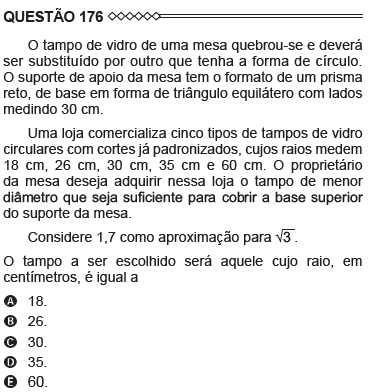 QUESTÃO 176
O tampo de vidro de uma mesa quebrou-se e deverá
ser substituído por outro que tenha a forma de círculo.
O suporte de apoio da mesa tem o formato de um prisma
reto, de base em forma de triângulo equilátero com lados
medindo 30 cm.
Uma loja comercializa cinco tipos de tampos de vidro
circulares com cortes já padronizados, cujos raios medem
18 cm, 26 cm, 30 cm, 35 cm e 60 cm. O proprietário
da mesa deseja adquirir nessa loja o tampo de menor
diâmetro que seja suficiente para cobrir a base superior
do suporte da mesa.
Considere 1,7 como aproximação para √3.
O tampo a ser escolhido será aquele cujo raio, em
centímetros, é igual a
A 18.
B 26.
C 30.
D 35.
E 60.